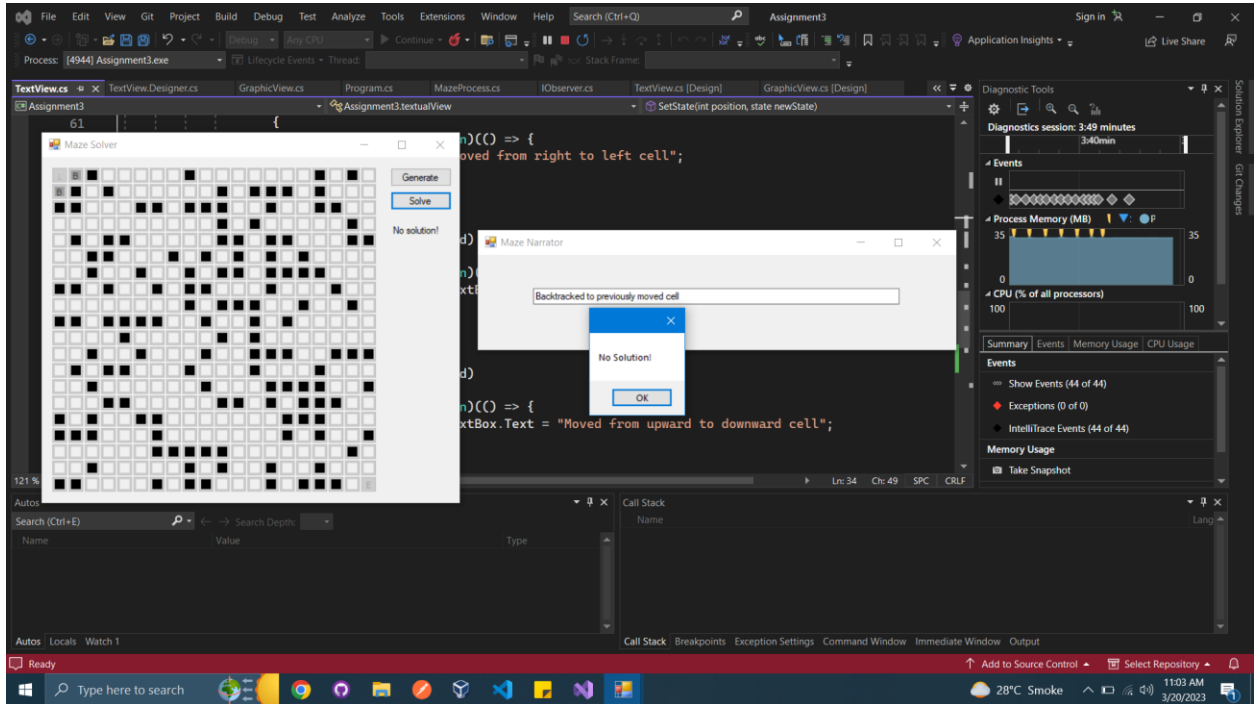 File Edit View Git Project Build Debug Test Analyze Tools Extensions Window Help Search (Ctrl+Q) Assignment3 Sign in
Debug Any CPU Continue Application Insights Live Share
Process: [4944] Assignment3.exe Lifecycle Events Thread: Stack Frame:
TextView.cs TextView.Designer.cs GraphicView.cs Program.cs MazeProcess.cs IObserver.cs TextView.cs [Design] GraphicView.cs [Design]
Assignment3 Assignment3.textualView SetState(int position, state newState)
61 {
n)(() => {
oved from right to left cell";
d)
n)(
xtB
d)
n)(() => {
xtBox.Text = "Moved from upward to downward cell";
121 % Ln: 34 Ch: 49 SPC CRLF
Maze Solver
B
B
E
Generate
Solve
No solution!
Maze Narrator
Backtracked to previously moved cell
No Solution!
OK
Diagnostic Tools
Diagnostics session: 3:49 minutes
3:40min
Events
Process Memory (MB) P
35 35
0 0
CPU (% of all processors)
100 100
Summary Events Memory Usage CPU Usage
Events
Show Events (44 of 44)
Exceptions (0 of 0)
IntelliTrace Events (44 of 44)
Memory Usage
Take Snapshot
Solution Explorer
Git Changes
Autos
Search (Ctrl+E) Search Depth:
Name Value Type
Autos Locals Watch 1
Call Stack
Name Lang
Call Stack Breakpoints Exception Settings Command Window Immediate Window Output
Ready Add to Source Control Select Repository
Type here to search 28°C Smoke 11:03 AM
3/20/2023